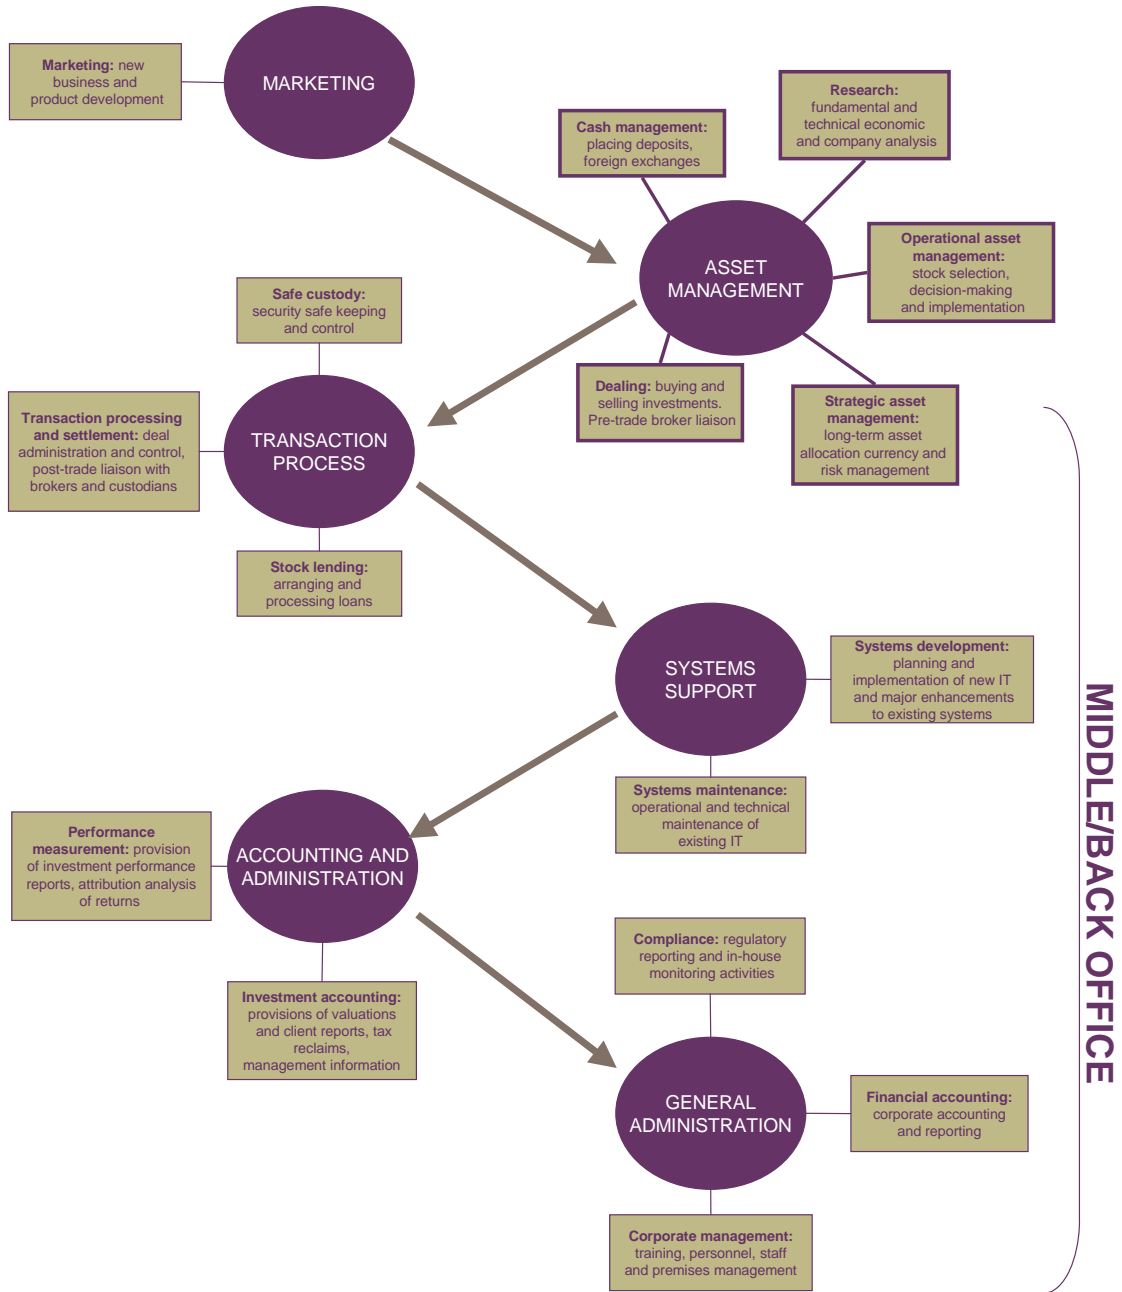 Marketing: new
business and
product development
MARKETING
Cash management:
placing deposits,
foreign exchanges
Research:
fundamental and
technical economic
and company analysis
ASSET
MANAGEMENT
Operational asset
management:
stock selection,
decision-making
and implementation
Dealing: buying and
selling investments.
Pre-trade broker liaison
Strategic asset
management:
long-term asset
allocation currency and
risk management
Safe custody:
security safe keeping
and control
Transaction processing
and settlement: deal
administration and control,
post-trade liaison with
brokers and custodians
TRANSACTION
PROCESS
Stock lending:
arranging and
processing loans
SYSTEMS
SUPPORT
Systems development:
planning and
implementation of new IT
and major enhancements
to existing systems
Systems maintenance:
operational and technical
maintenance of
existing IT
Performance
measurement: provision
of investment performance
reports, attribution analysis
of returns
ACCOUNTING AND
ADMINISTRATION
Investment accounting:
provisions of valuations
and client reports, tax
reclaims,
management information
Compliance: regulatory
reporting and in-house
monitoring activities
GENERAL
ADMINISTRATION
Financial accounting:
corporate accounting
and reporting
Corporate management:
training, personnel, staff
and premises management
MIDDLE/BACK OFFICE